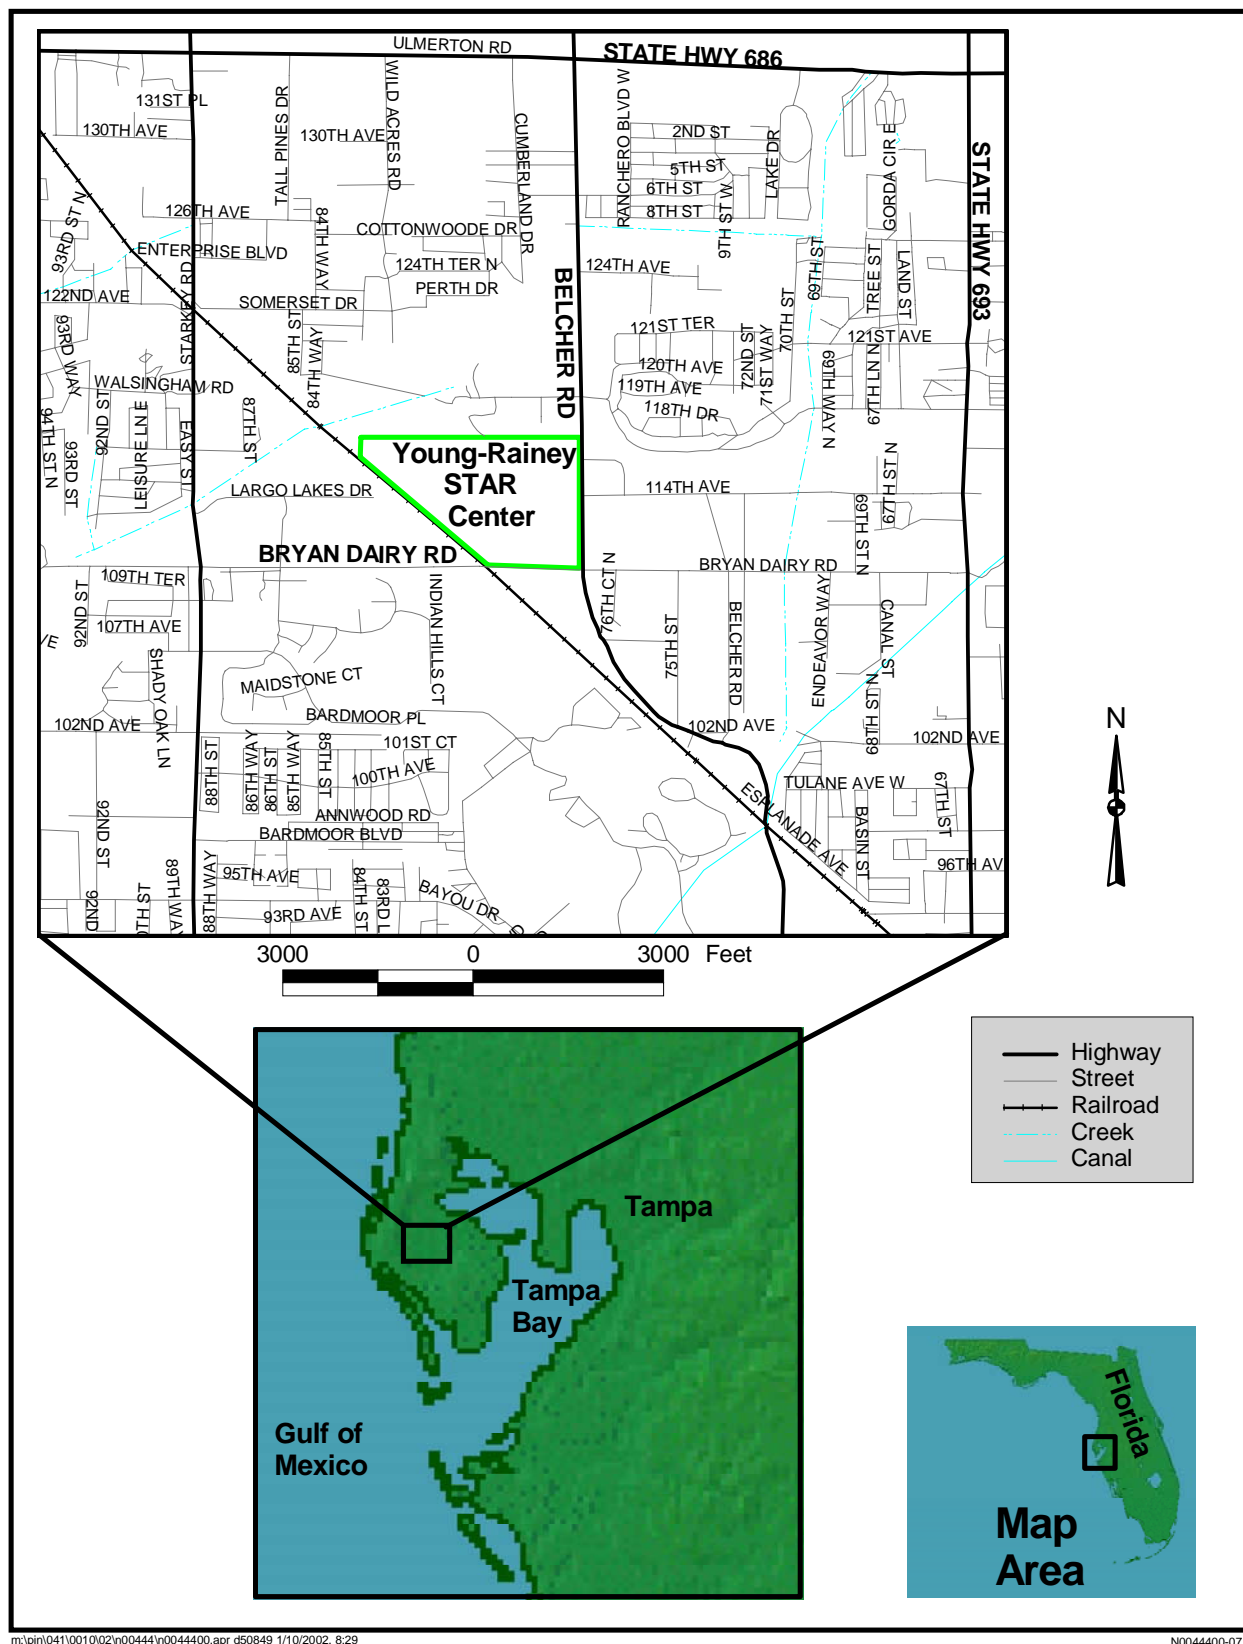 ULMERTON RD
STATE HWY 686
131ST PL
130TH AVE
TALL PINES DR
130TH AVE
WILD ACRES RD
CUMBERLAND DR
RANCHERO BLVD W
2ND ST
5TH ST
6TH ST
8TH ST
9TH ST W
LAKE DR
GORDA CIR E
STATE HWY 693
93RD ST N
126TH AVE
ENTERPRISE BLVD
84TH WAY
COTTONWOODE DR
124TH TER N
PERTH DR
BELCHER RD
124TH AVE
69TH ST
TREE ST
LAND ST
122ND AVE
STARKEY RD
SOMERSET DR
85TH ST
84TH WAY
121ST TER
120TH AVE
119TH AVE
118TH DR
72ND ST
71ST WAY
70TH ST
121ST AVE
69TH WAY N
67TH LN N
93RD WAY
WALSINGHAM RD
94TH ST N
93RD ST
92ND ST
LEISURE LN E
EASY ST
87TH ST
LARGO LAKES DR
Young-Rainey
STAR
Center
114TH AVE
69TH ST N
67TH ST N
BRYAN DAIRY RD
BRYAN DAIRY RD
109TH TER
92ND ST
107TH AVE
VE
SHADY OAK LN
MAIDSTONE CT
INDIAN HILLS CT
76TH CT N
75TH ST
BELCHER RD
ENDEAVOR WAY
CANAL ST
68TH ST N
102ND AVE
BARDMOOR PL
101ST CT
102ND AVE
102ND AVE
88TH ST
86TH WAY
86TH ST
85TH WAY
85TH ST
100TH AVE
ANNWOOD RD
BARDMOOR BLVD
92ND ST
ESPLANADE AVE
TULANE AVE W
BASIN ST
67TH ST
96TH AV
95TH AVE
92ND
0TH ST
89TH WAY
88TH WAY
93RD AVE
84TH ST
83RD L
BAYOU DR
3000 0 3000 Feet
N
Highway
Street
Railroad
Creek
Canal
Tampa
Tampa
Bay
Gulf of
Mexico
Florida
Map
Area
m:\pin\041\0010\02\n00444\n0044400.apr d50849 1/10/2002, 8:29
N0044400-07